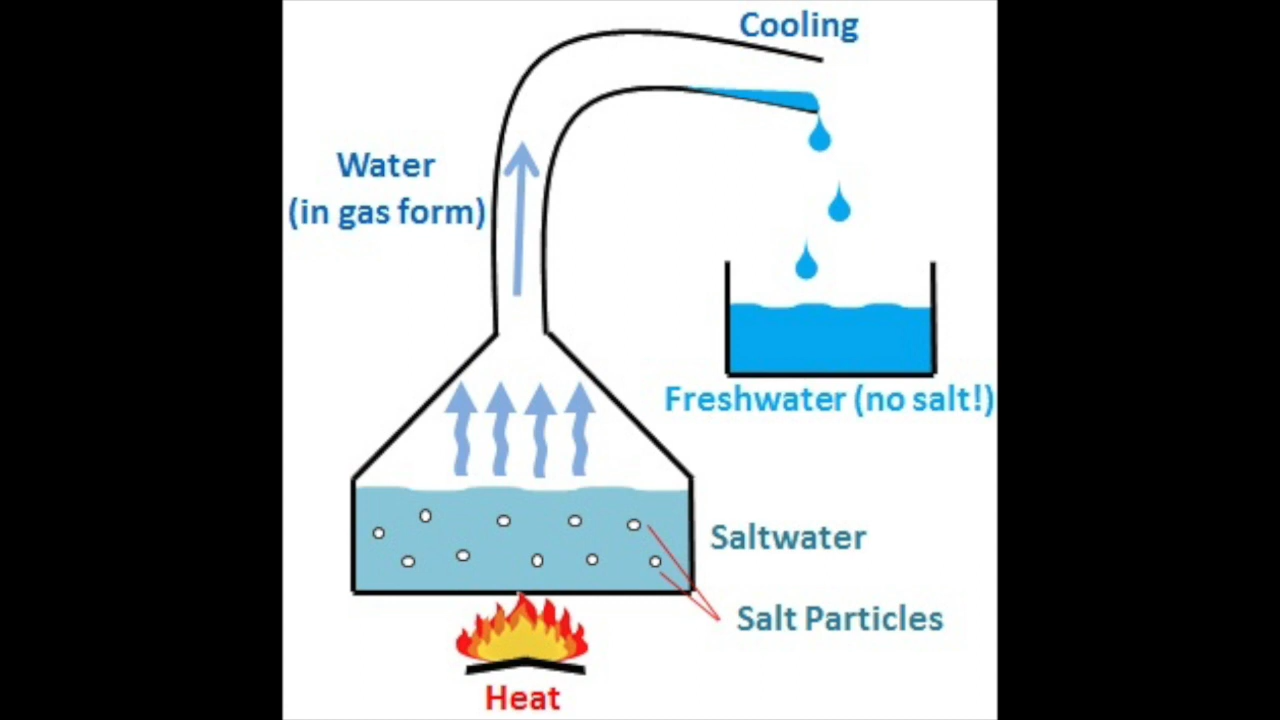 Cooling
Water
(in gas form)
Freshwater (no salt!)
Saltwater
Salt Particles
Heat